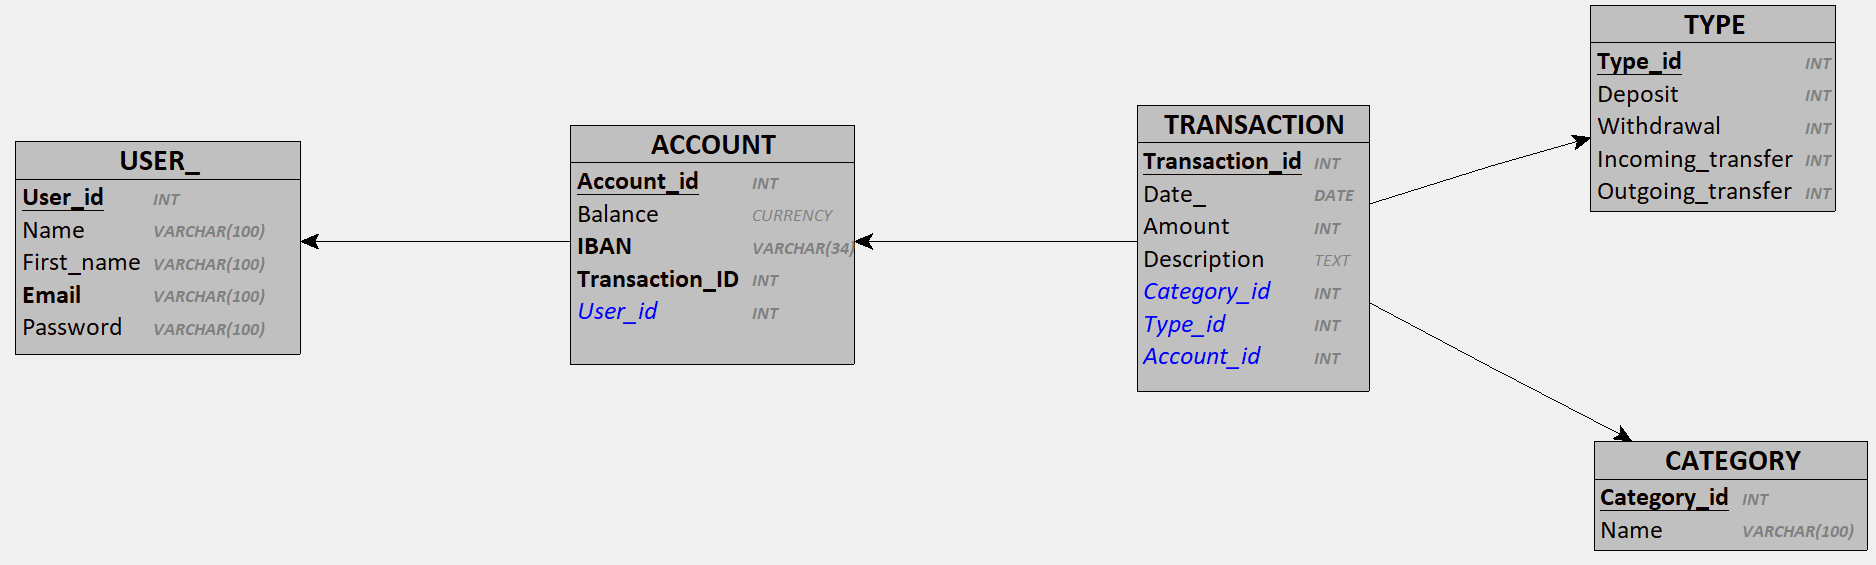 USER_
User_id INT
Name VARCHAR(100)
First_name VARCHAR(100)
Email VARCHAR(100)
Password VARCHAR(100)
ACCOUNT
Account_id INT
Balance CURRENCY
IBAN VARCHAR(34)
Transaction_ID INT
User_id INT
TRANSACTION
Transaction_id INT
Date_ DATE
Amount INT
Description TEXT
Category_id INT
Type_id INT
Account_id INT
TYPE
Type_id INT
Deposit INT
Withdrawal INT
Incoming_transfer INT
Outgoing_transfer INT
CATEGORY
Category_id INT
Name VARCHAR(100)